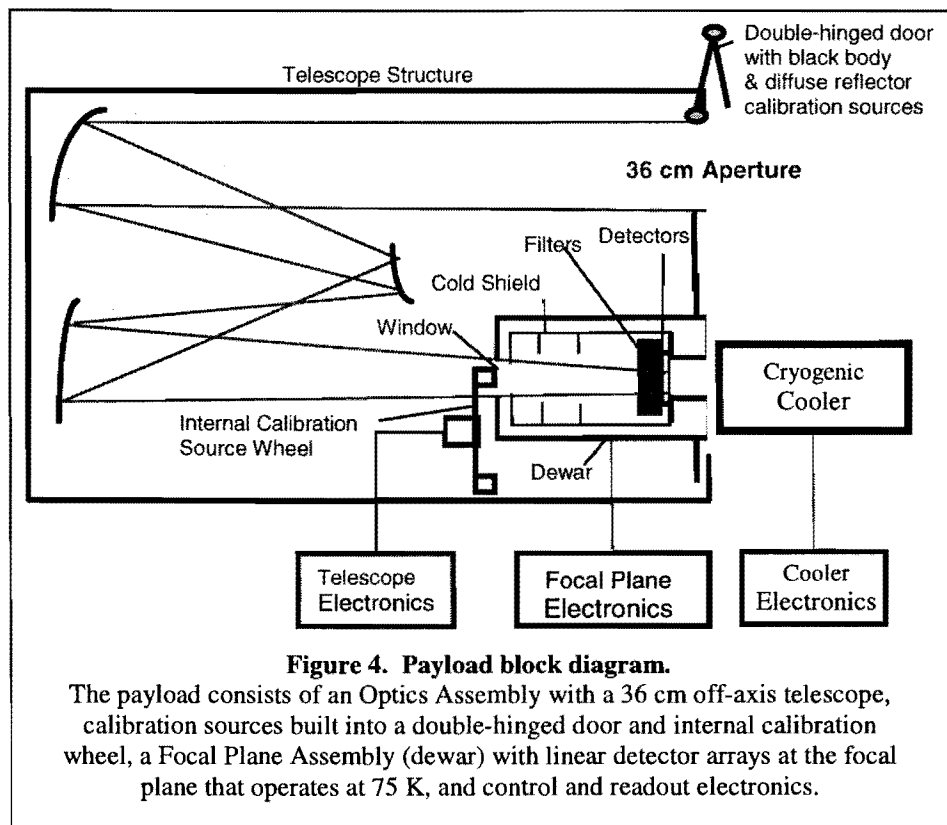 Double-hinged door
with black body
& diffuse reflector
calibration sources
Telescope Structure
36 cm Aperture
Filters
Detectors
Cold Shield
Window
Cryogenic
Cooler
Internal Calibration
Source Wheel
Dewar
Telescope
Electronics
Focal Plane
Electronics
Cooler
Electronics
Figure 4. Payload block diagram.
The payload consists of an Optics Assembly with a 36 cm off-axis telescope,
calibration sources built into a double-hinged door and internal calibration
wheel, a Focal Plane Assembly (dewar) with linear detector arrays at the focal
plane that operates at 75 K, and control and readout electronics.